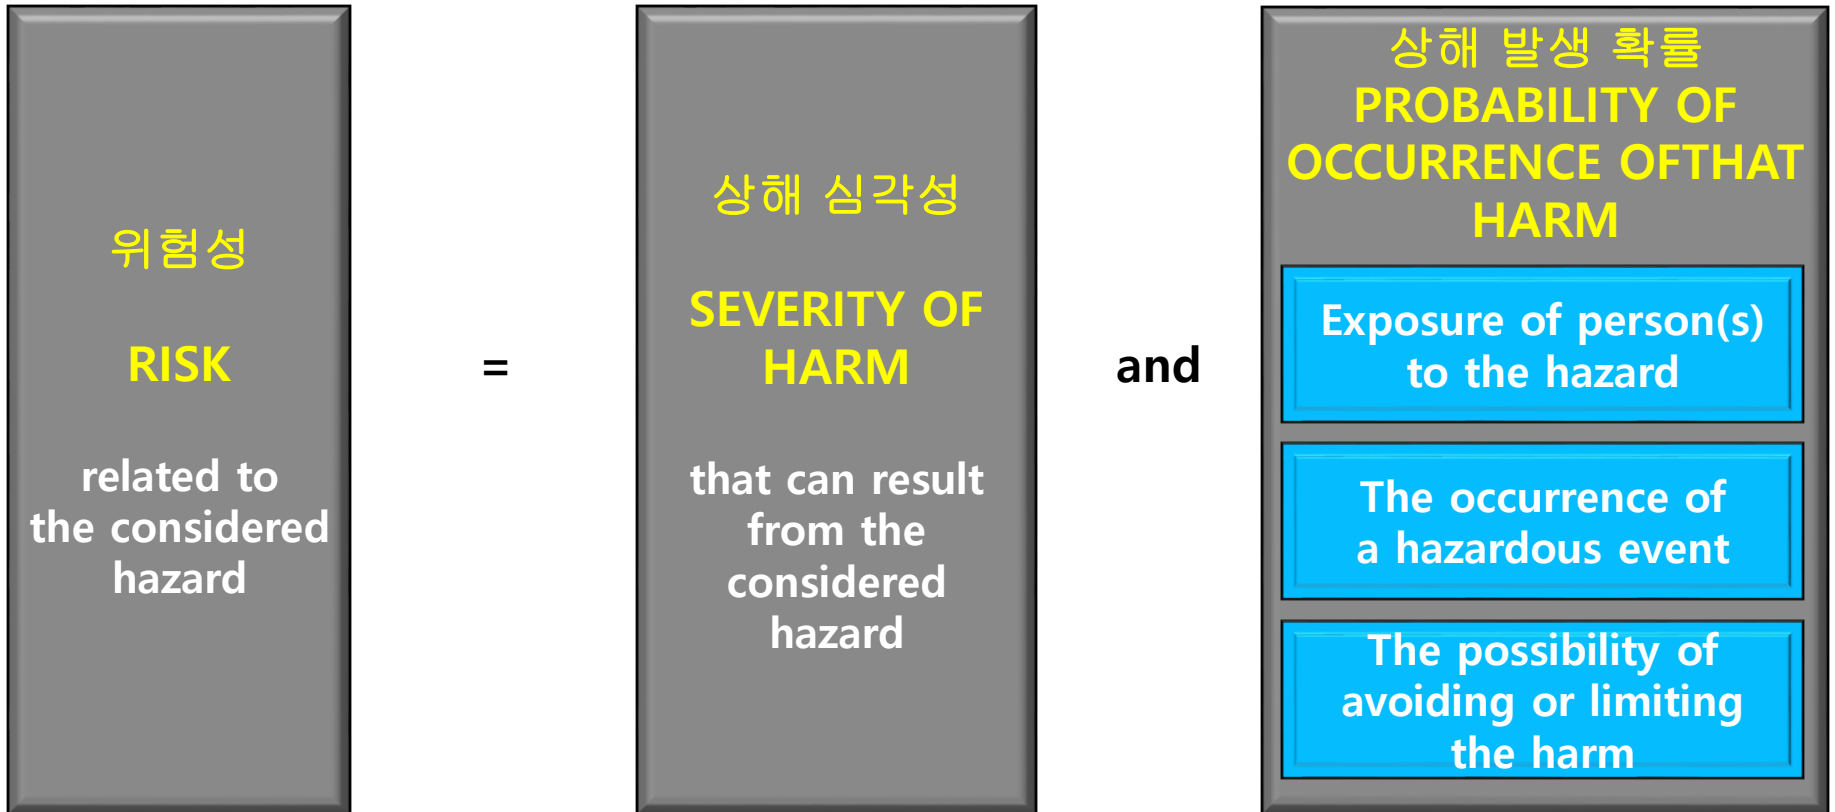 위험성
RISK
related to
the considered
hazard
=
상해 심각성
SEVERITY OF
HARM
that can result
from the
considered
hazard
and
상해 발생 확률
PROBABILITY OF
OCCURRENCE OFTHAT
HARM
Exposure of person(s)
to the hazard
The occurrence of
a hazardous event
The possibility of
avoiding or limiting
the harm